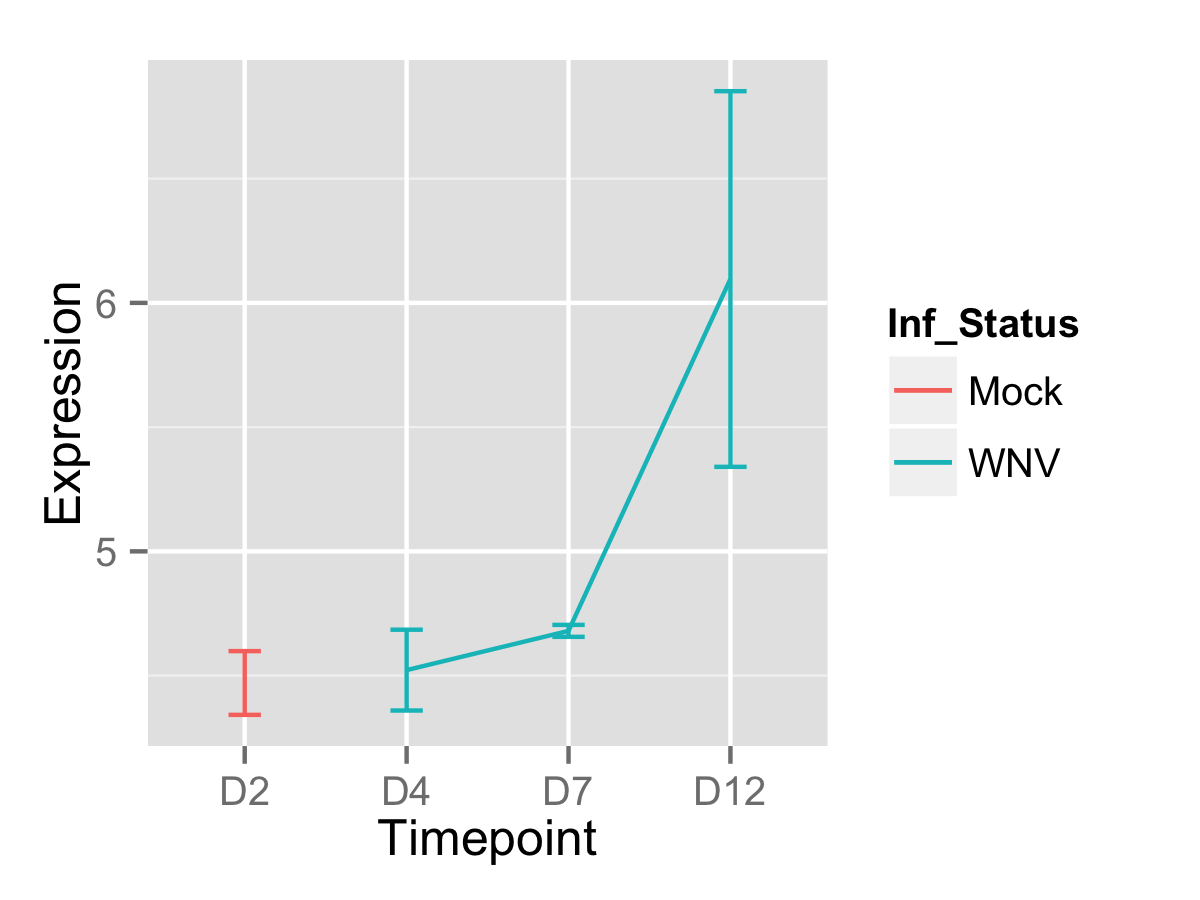 Expression
6
5
D2 D4 D7 D12
Timepoint
Inf_Status
Mock
WNV